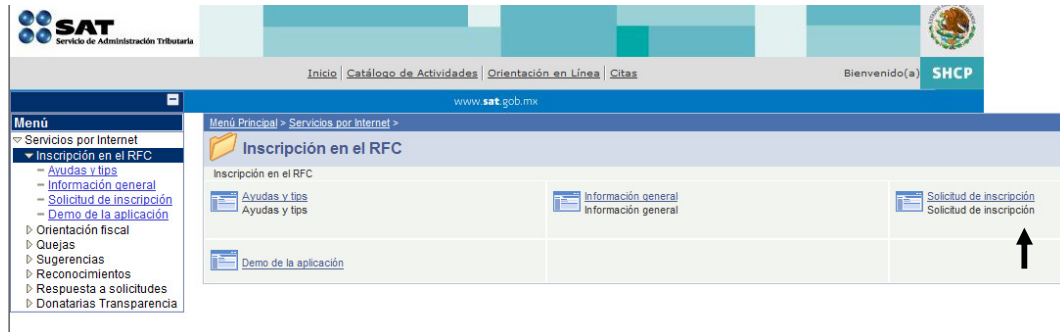 SAT
Servicio de Administración Tributaria
Inicio | Catálogo de Actividades | Orientación en Línea | Citas
Bienvenido(a)
SHCP
www.sat.gob.mx
Menú
Servicios por Internet
Inscripción en el RFC
Ayudas y tips
Información general
Solicitud de inscripción
Demo de la aplicación
Orientación fiscal
Quejas
Sugerencias
Reconocimientos
Respuesta a solicitudes
Donatarias Transparencia
Menú Principal > Servicios por Internet >
Inscripción en el RFC
Inscripción en el RFC
Ayudas y tips
Ayudas y tips
Información general
Información general
Solicitud de inscripción
Solicitud de inscripción
Demo de la aplicación